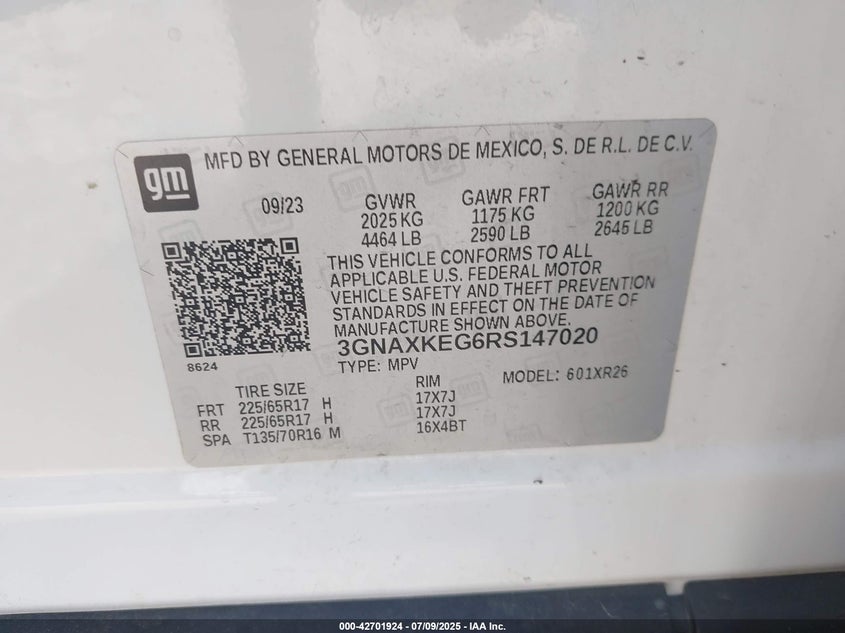 gm
MFD BY GENERAL MOTORS DE MEXICO, S. DE R.L. DE C.V.
09/23 GVWR GAWR FRT GAWR RR
2025 KG 1175 KG 1200 KG
4464 LB 2590 LB 2645 LB
THIS VEHICLE CONFORMS TO ALL
APPLICABLE U.S. FEDERAL MOTOR
VEHICLE SAFETY AND THEFT PREVENTION
STANDARDS IN EFFECT ON THE DATE OF
MANUFACTURE SHOWN ABOVE.
3GNAXKEG6RS147020
8624
TYPE: MPV MODEL: 601XR26
TIRE SIZE RIM
FRT 225/65R17 H 17X7J
RR 225/65R17 H 17X7J
SPA T135/70R16 M 16X4BT
000-42701924 | 07/09/2025 - IAA Inc.